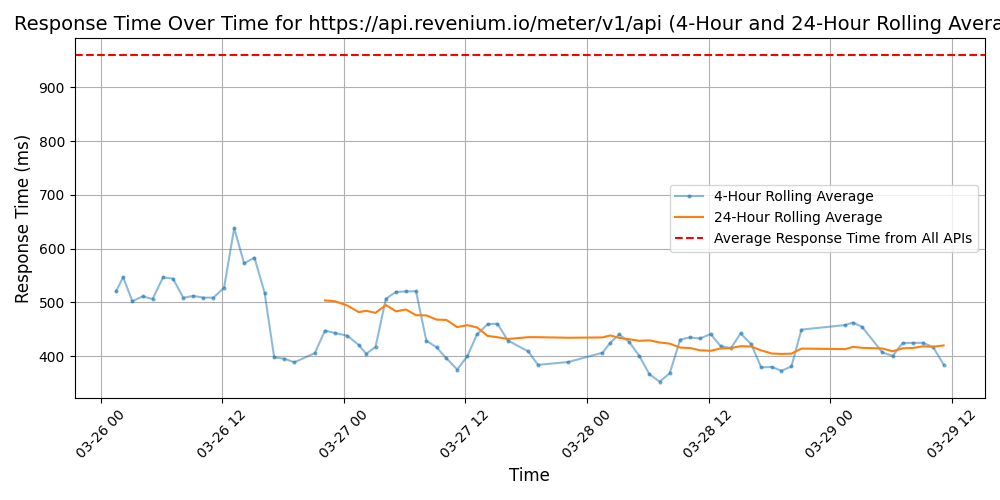 Response Time Over Time for https://api.revenium.io/meter/v1/api (4-Hour and 24-Hour Rolling Avera
Response Time (ms)
900
800
700
600
500
400
4-Hour Rolling Average
24-Hour Rolling Average
Average Response Time from All APIs
03-26 00
03-26 12
03-27 00
03-27 12
03-28 00
03-28 12
03-29 00
03-29 12
Time